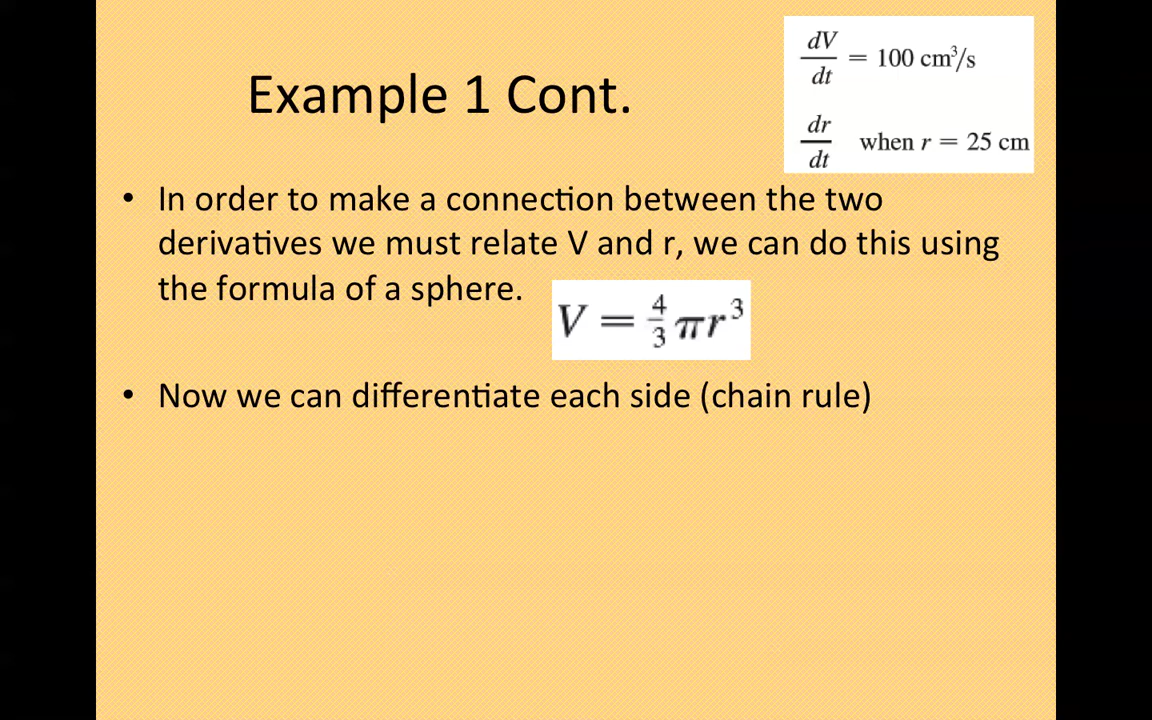 Example 1 Cont.
dV/dt = 100 cm³/s
dr/dt when r = 25 cm
• In order to make a connection between the two
derivatives we must relate V and r, we can do this using
the formula of a sphere.
V = 4/3 πr³
• Now we can differentiate each side (chain rule)